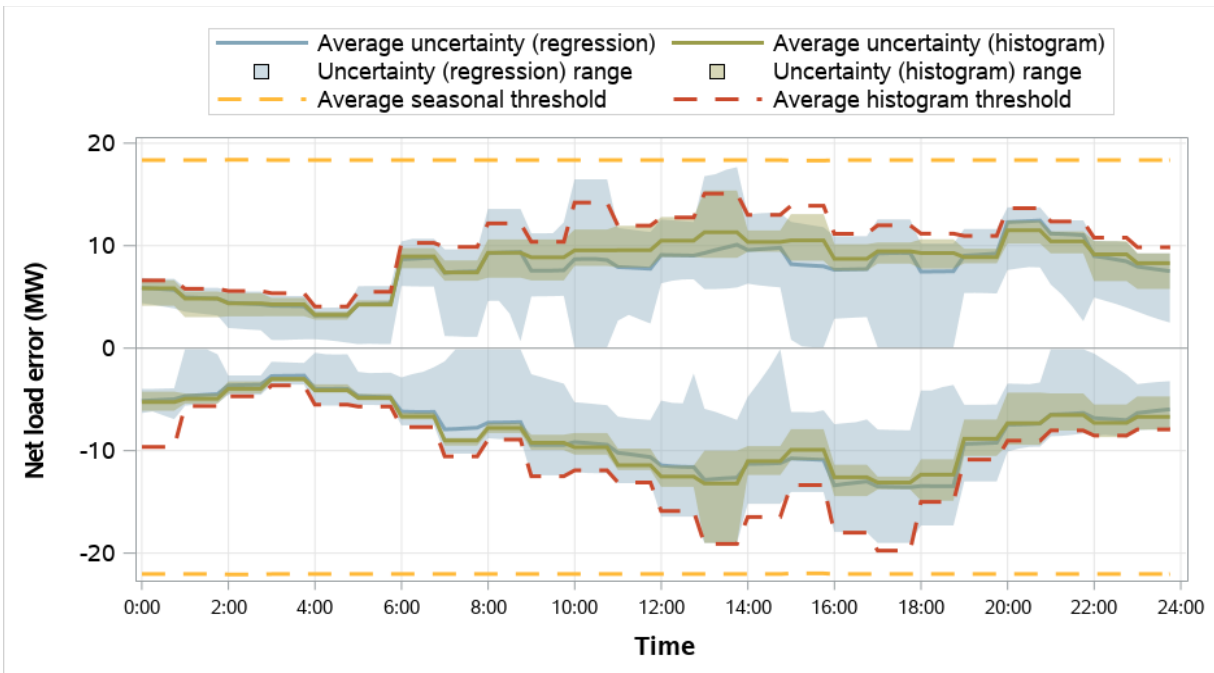 Average uncertainty (regression) Average uncertainty (histogram)
Uncertainty (regression) range Uncertainty (histogram) range
Average seasonal threshold Average histogram threshold
Net load error (MW)
20
10
0
-10
-20
0:00 2:00 4:00 6:00 8:00 10:00 12:00 14:00 16:00 18:00 20:00 22:00 24:00
Time